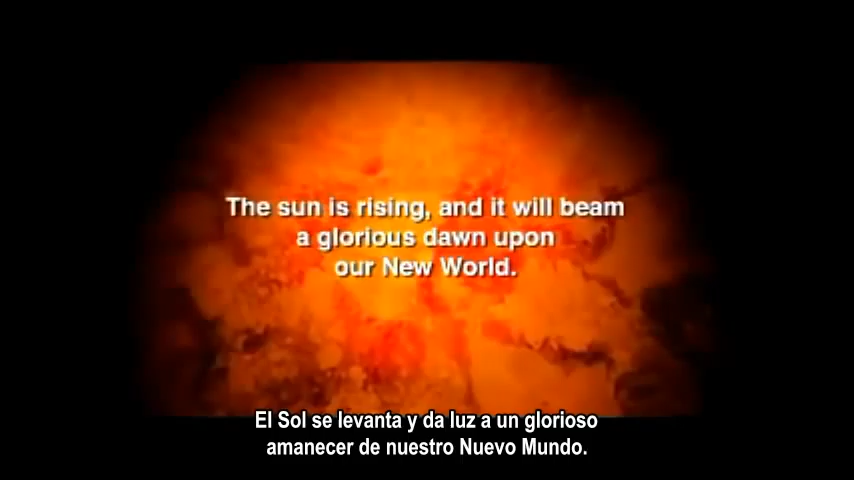 The sun is rising, and it will beam
a glorious dawn upon
our New World.
El Sol se levanta y da luz a un glorioso
amanecer de nuestro Nuevo Mundo.